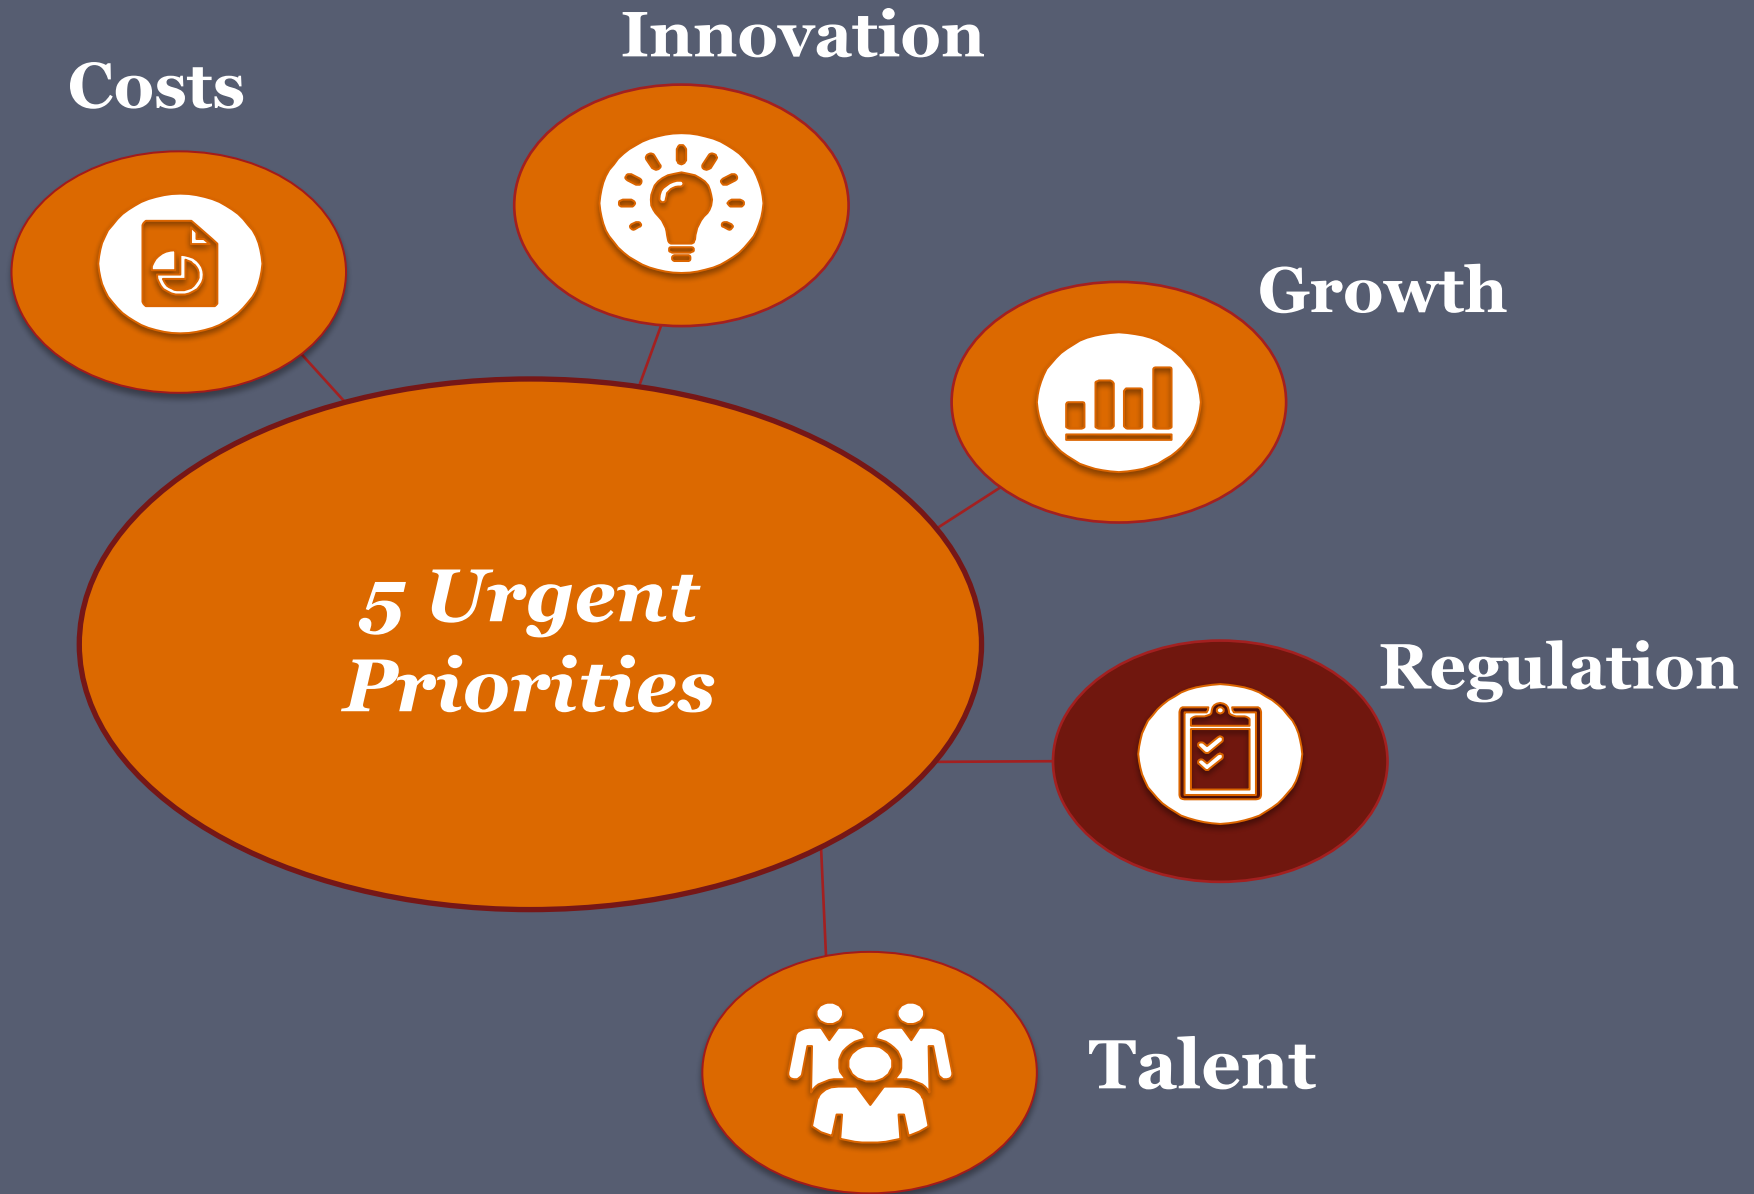 Innovation
Costs
Growth
5 Urgent
Priorities
Regulation
Talent